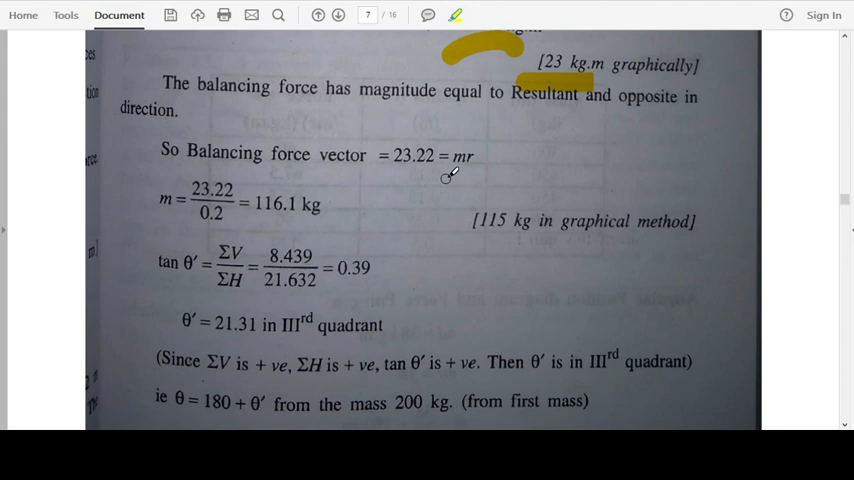 Home Tools Document 7 / 16 Sign In
[23 kg.m graphically]
The balancing force has magnitude equal to Resultant and opposite in
direction.
So Balancing force vector = 23.22 = mr
m = 23.22 / 0.2 = 116.1 kg
[115 kg in graphical method]
tan θ′ = ΣV / ΣH = 8.439 / 21.632 = 0.39
θ′ = 21.31 in IIIrd quadrant
(Since ΣV is + ve, ΣH is + ve, tan θ′ is + ve. Then θ′ is in IIIrd quadrant)
ie θ = 180 + θ′ from the mass 200 kg. (from first mass)